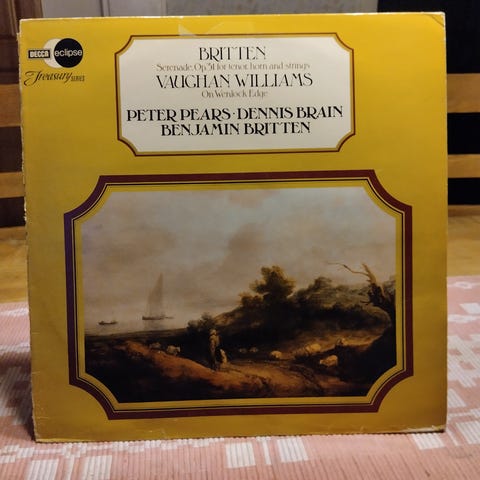 DECCA eclipse
Treasury SERIES
BRITTEN
Serenade, Op. 31 for tenor, horn and strings
VAUGHAN WILLIAMS
On Wenlock Edge
PETER PEARS · DENNIS BRAIN
BENJAMIN BRITTEN